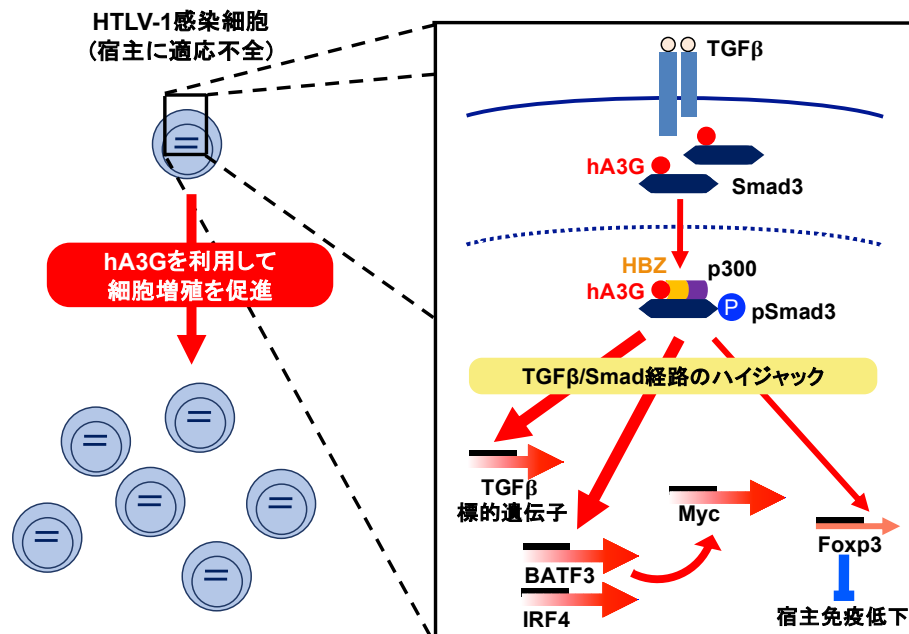 HTLV-1感染細胞
(宿主に適応不全)
hA3Gを利用して
細胞増殖を促進
TGFβ
hA3G
Smad3
HBZ
p300
hA3G
P
pSmad3
TGFβ/Smad経路のハイジャック
TGFβ
標的遺伝子
Myc
Foxp3
BATF3
IRF4
宿主免疫低下